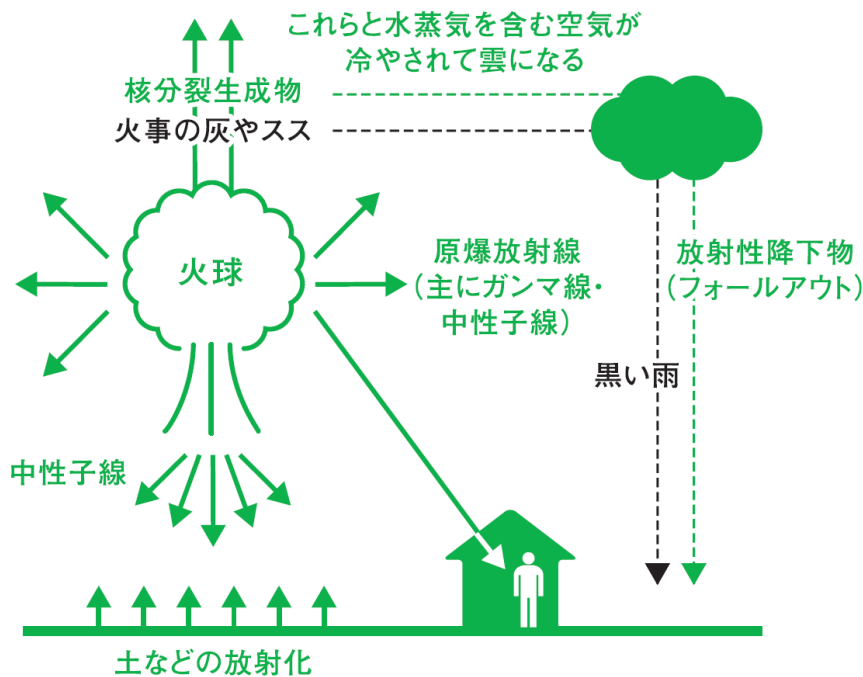 これらと水蒸気を含む空気が
冷やされて雲になる
核分裂生成物
火事の灰やスス
火球
原爆放射線
（主にガンマ線・
中性子線）
放射性降下物
（フォールアウト）
黒い雨
中性子線
土などの放射化